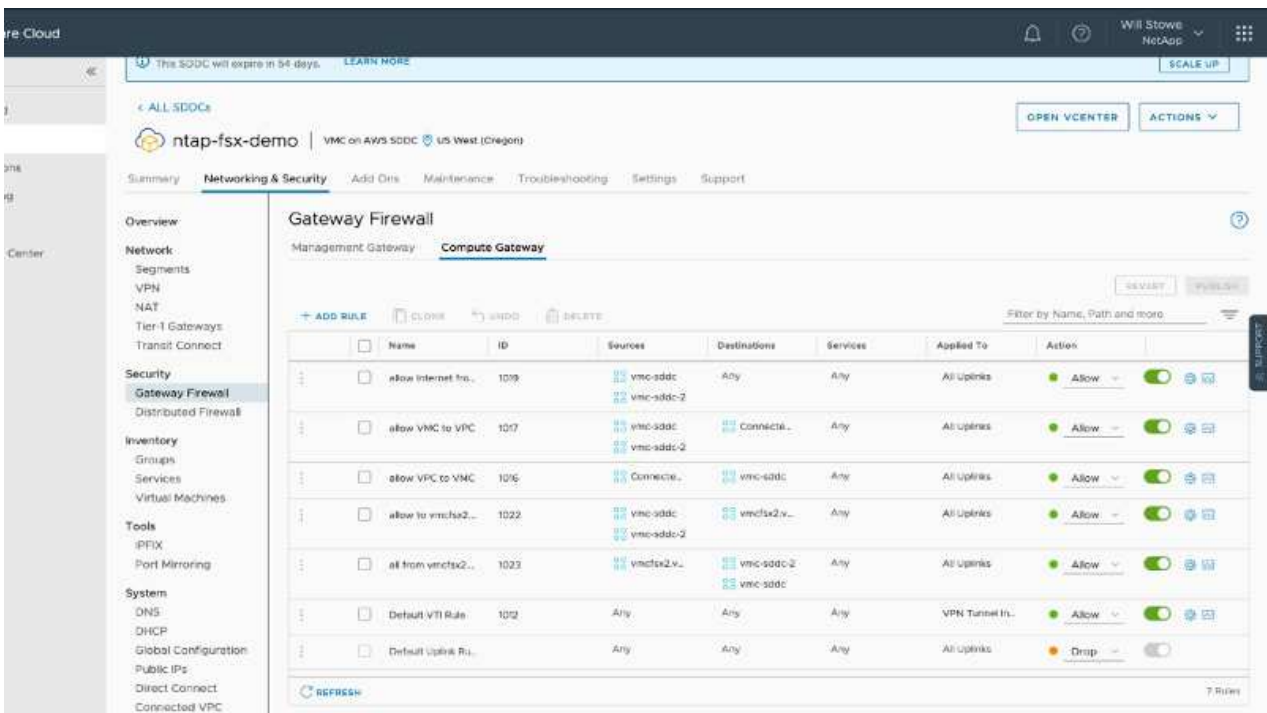 re Cloud
Will Stowe
NetApp
This SDDC will expire in 54 days. LEARN MORE
SCALE UP
< ALL SDDCs
OPEN VCENTER
ACTIONS
ntap-fsx-demo
VMC on AWS SDDC US West (Oregon)
Summary Networking & Security Add Ons Maintenance Troubleshooting Settings Support
Center
Overview
Network
Segments
VPN
NAT
Tier-1 Gateways
Transit Connect
Security
Gateway Firewall
Distributed Firewall
Inventory
Groups
Services
Virtual Machines
Tools
IPFIX
Port Mirroring
System
DNS
DHCP
Global Configuration
Public IPs
Direct Connect
Connected VPC
Gateway Firewall
Management Gateway Compute Gateway
REVERT PUBLISH
+ ADD RULE CLONE UNDO DELETE Filter by Name, Path and more
Name ID Sources Destinations Services Applied To Action
allow internet fro... 1019 vmc-sddc Any Any All Uplinks Allow
vmc-sddc-2
allow VMC to VPC 1017 vmc-sddc Connecte... Any All Uplinks Allow
vmc-sddc-2
allow VPC to VMC 1016 Connecte... vmc-sddc Any All Uplinks Allow
allow to vmcfsx2... 1022 vmc-sddc vmcfsx2.v... Any All Uplinks Allow
vmc-sddc-2
all from vmcfsx2... 1023 vmcfsx2.v... vmc-sddc-2 Any All Uplinks Allow
vmc-sddc
Default VTI Rule 1012 Any Any Any VPN Tunnel In... Allow
Default Uplink Ru... Any Any Any All Uplinks Drop
REFRESH
7 Rules
SUPPORT